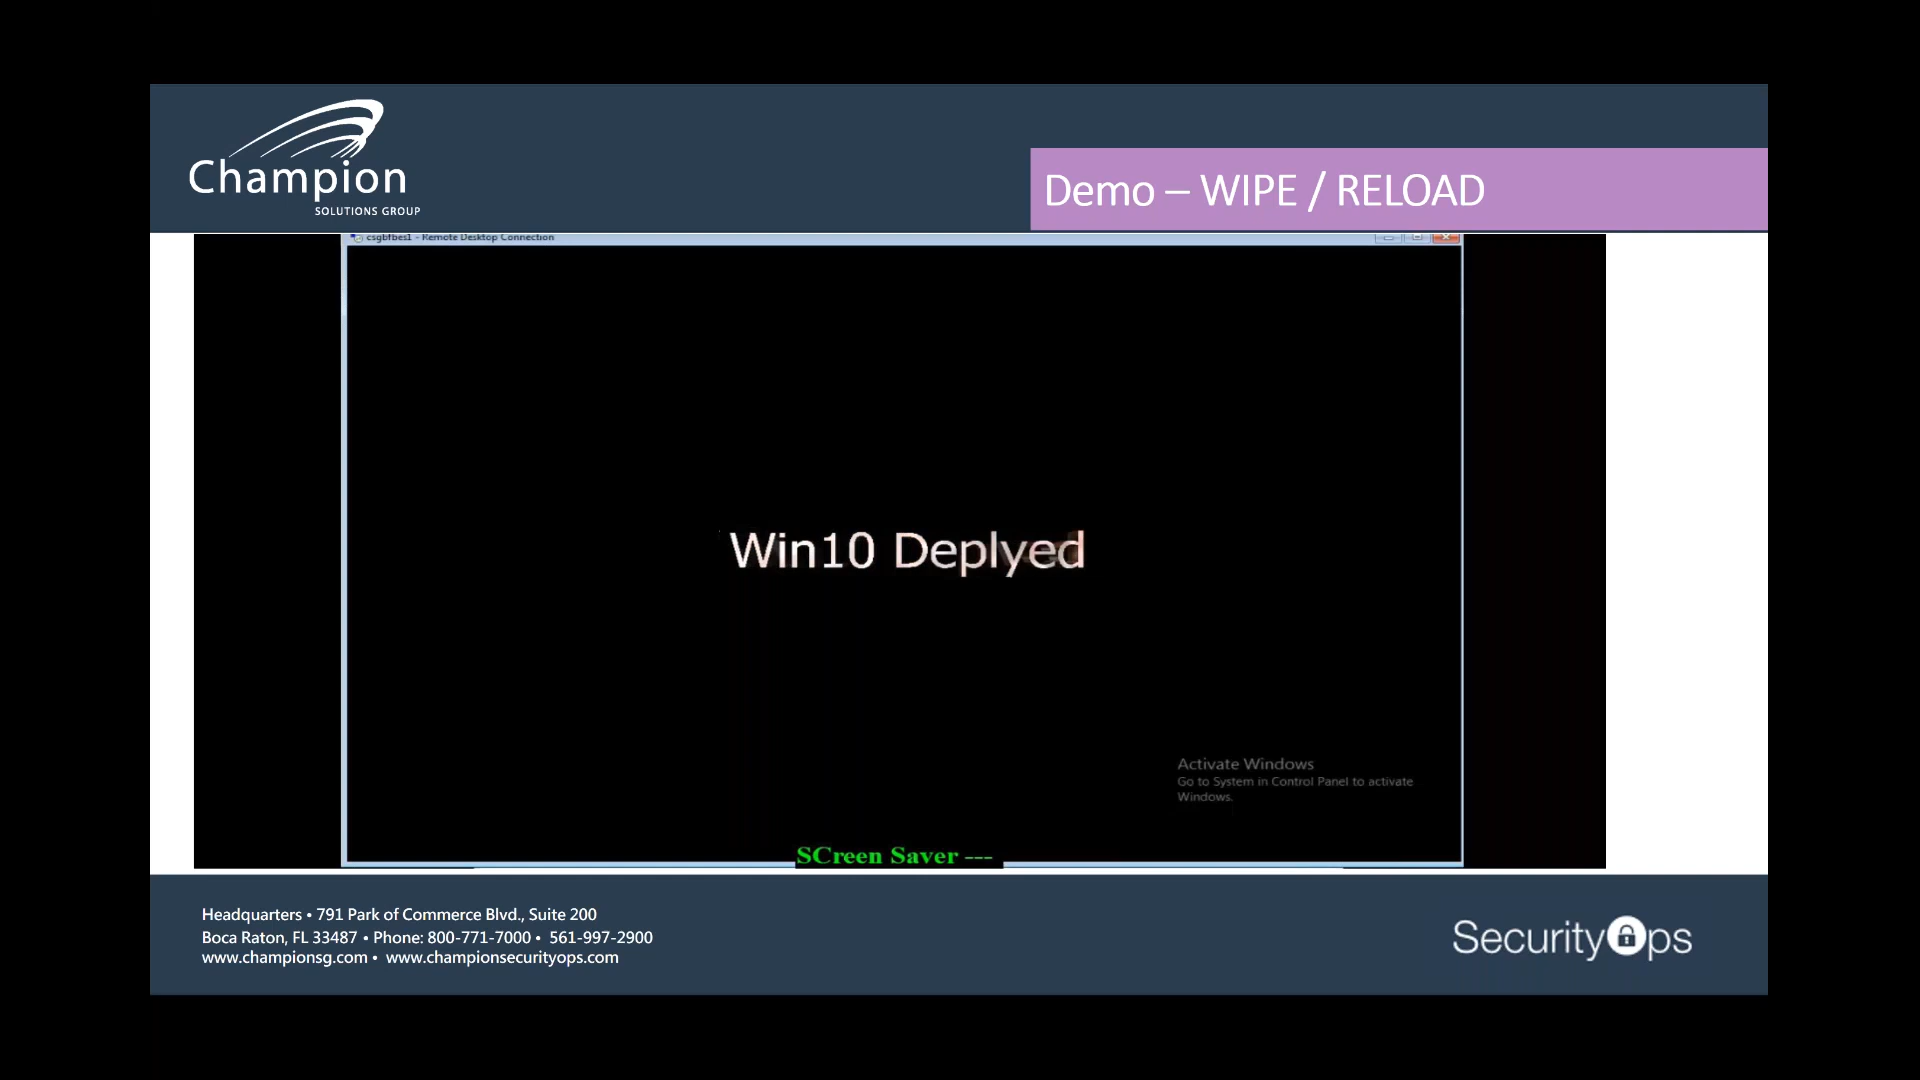 Champion
SOLUTIONS GROUP
Demo – WIPE / RELOAD
csgbfbes1 - Remote Desktop Connection
Win10 Deplyed
Activate Windows
Go to System in Control Panel to activate
Windows.
SCreen Saver ---
Headquarters • 791 Park of Commerce Blvd., Suite 200
Boca Raton, FL 33487 • Phone: 800-771-7000 • 561-997-2900
www.championsg.com • www.championsecurityops.com
SecurityOps